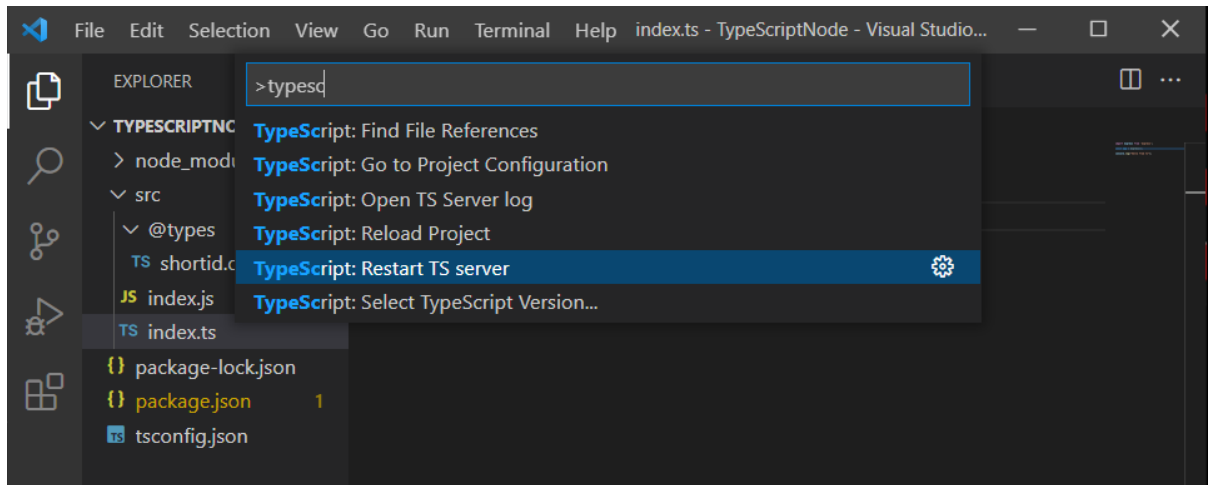 File Edit Selection View Go Run Terminal Help index.ts - TypeScriptNode - Visual Studio...
EXPLORER
>typesc
TYPESCRIPTNO
TypeScript: Find File References
TypeScript: Go to Project Configuration
TypeScript: Open TS Server log
TypeScript: Reload Project
TypeScript: Restart TS server
TypeScript: Select TypeScript Version...
node_modu
src
@types
TS shortid.d
JS index.js
TS index.ts
{} package-lock.json
{} package.json 1
TS tsconfig.json